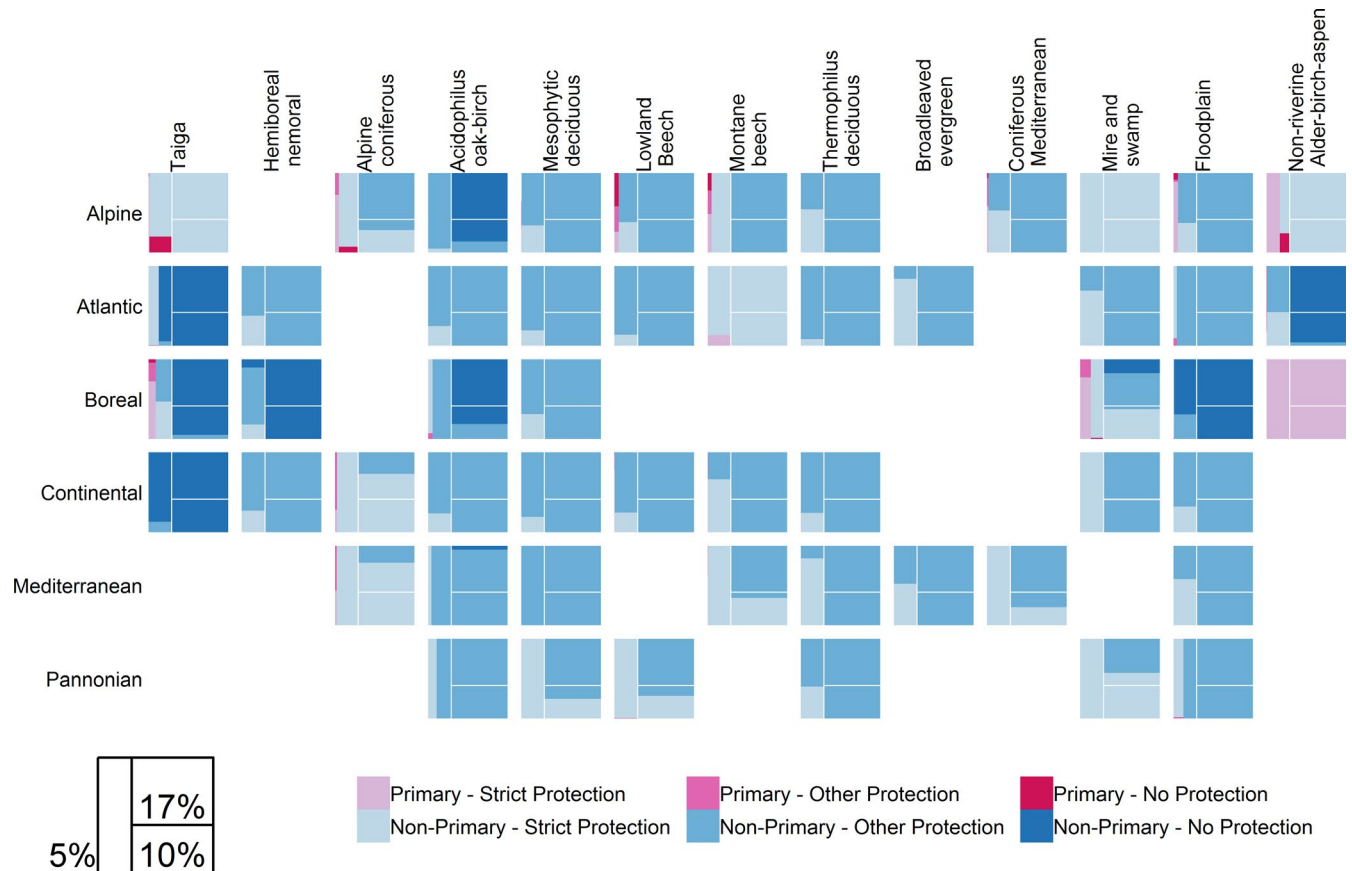 Taiga
Hemiboreal
nemoral
Alpine
coniferous
Acidophilus
oak-birch
Mesophytic
deciduous
Lowland
Beech
Montane
beech
Thermophilus
deciduous
Broadleaved
evergreen
Coniferous
Mediterranean
Mire and
swamp
Floodplain
Non-riverine
Alder-birch-aspen
Alpine
Atlantic
Boreal
Continental
Mediterranean
Pannonian
17%
5%
10%
Primary - Strict Protection
Primary - Other Protection
Primary - No Protection
Non-Primary - Strict Protection
Non-Primary - Other Protection
Non-Primary - No Protection